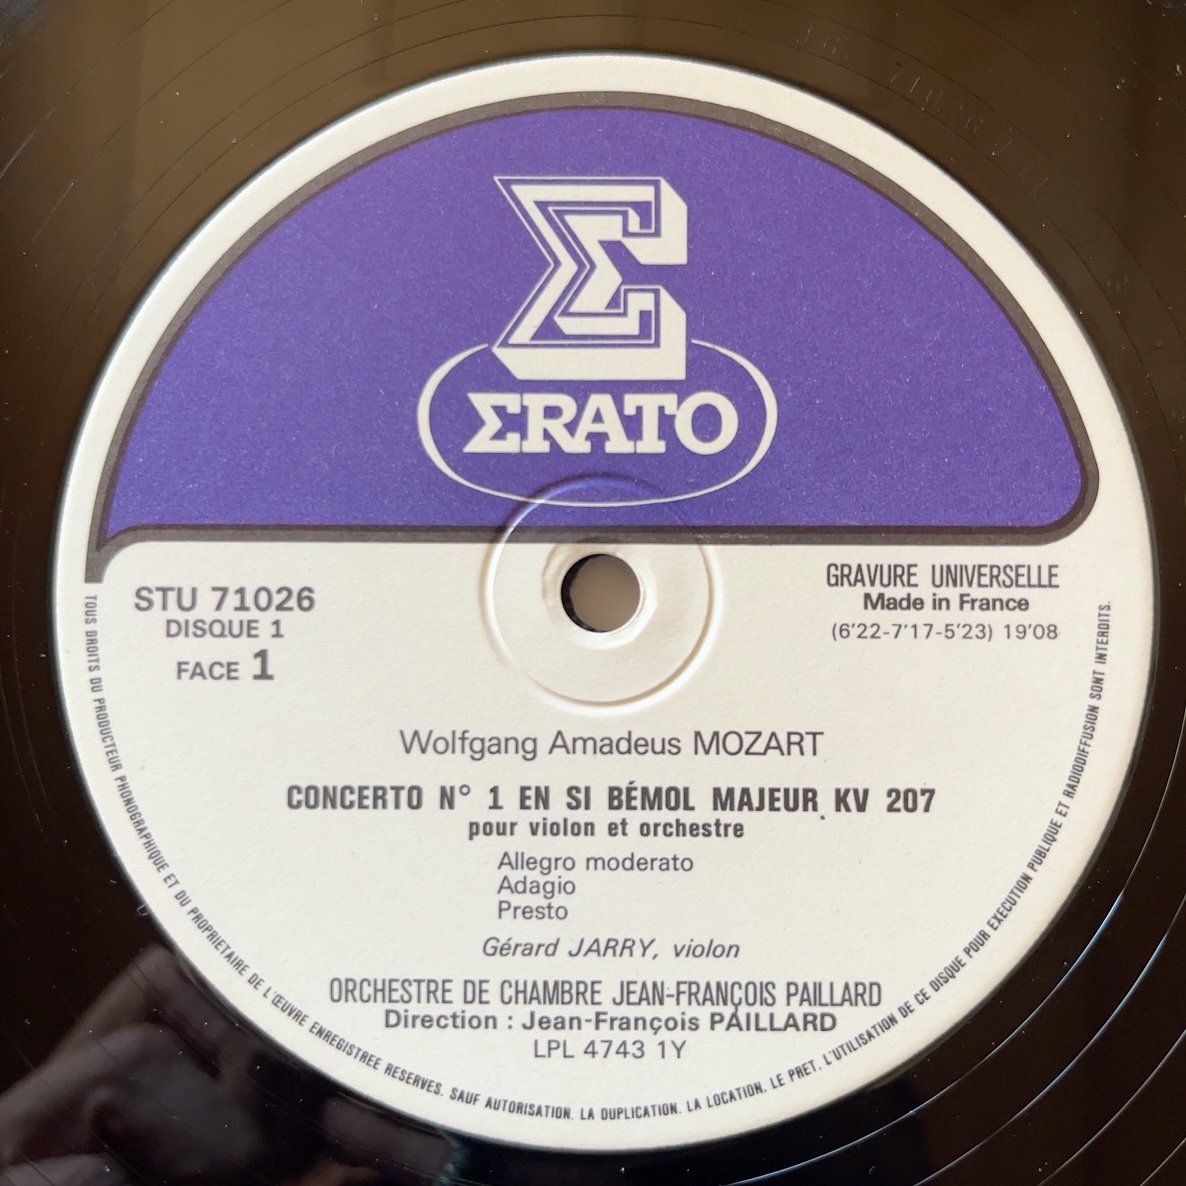 Σ
ΣRATO
STU 71026
DISQUE 1
FACE 1
GRAVURE UNIVERSELLE
Made in France
(6'22-7'17-5'23) 19'08
Wolfgang Amadeus MOZART
CONCERTO N° 1 EN SI BÉMOL MAJEUR KV 207
pour violon et orchestre
Allegro moderato
Adagio
Presto
Gérard JARRY, violon
ORCHESTRE DE CHAMBRE JEAN-FRANÇOIS PAILLARD
Direction : Jean-François PAILLARD
LPL 4743 1Y
TOUS DROITS DU PRODUCTEUR PHONOGRAPHIQUE ET DU PROPRIETAIRE DE L'ŒUVRE ENREGISTREE RESERVES. SAUF AUTORISATION, LA DUPLICATION, LA LOCATION, LE PRET, L'UTILISATION DE CE DISQUE POUR EXECUTION PUBLIQUE ET RADIODIFFUSION SONT INTERDITS.